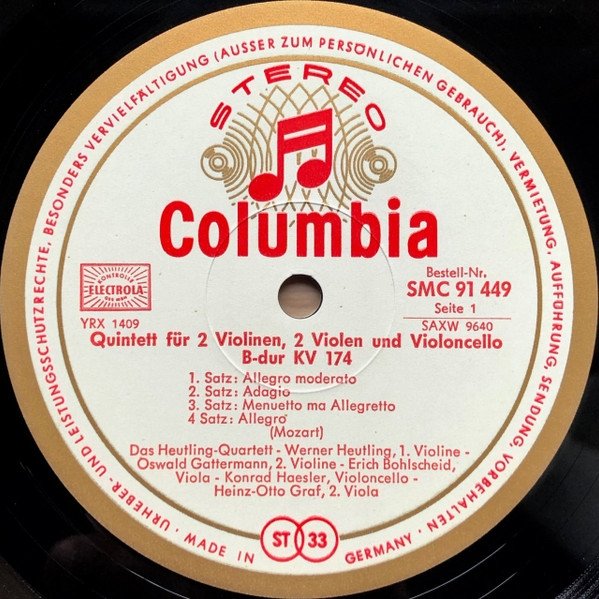 URHEBER- UND LEISTUNGSSCHUTZRECHTE, BESONDERS VERVIELFÄLTIGUNG (AUSSER ZUM PERSÖNLICHEN GEBRAUCH), VERMIETUNG, AUFFÜHRUNG, SENDUNG VORBEHALTEN ·
STEREO
Columbia
KONTROLLE
ELECTROLA
Bestell-Nr.
SMC 91 449
Seite 1
YRX 1409
SAXW 9640
Quintett für 2 Violinen, 2 Violen und Violoncello
B-dur KV 174
1. Satz: Allegro moderato
2. Satz: Adagio
3. Satz: Menuetto ma Allegretto
4 Satz: Allegro
(Mozart)
Das Heutling-Quartett - Werner Heutling, 1. Violine -
Oswald Gattermann, 2. Violine - Erich Bohlscheid,
Viola - Konrad Haesler, Violoncello -
Heinz-Otto Graf, 2. Viola
· MADE IN GERMANY ·
ST 33